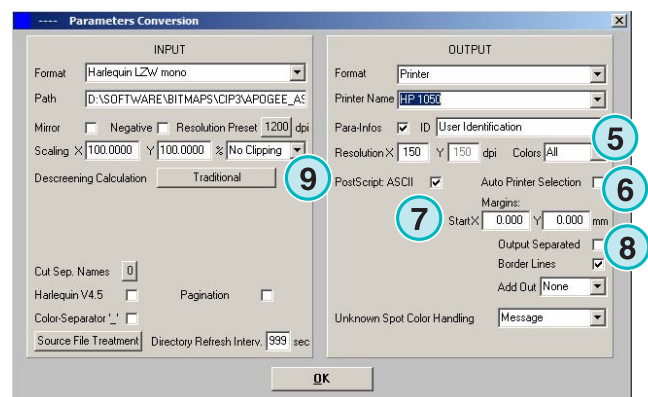 ---- Parameters Conversion
INPUT
Format Harlequin LZW mono
Path D:\SOFTWARE\BITMAPS\CIP3\APOGEE_AS
Mirror Negative Resolution Preset 1200 dpi
Scaling X 100.0000 Y 100.0000 % No Clipping
Descreening Calculation Traditional 9
Cut Sep. Names 0
Harlequin V4.5 Pagination
Color-Separator '_'
Source File Treatment Directory Refresh Interv. 999 sec
OUTPUT
Format Printer
Printer Name HP 1050
Para-Infos ID User Identification
5
Resolution X 150 Y 150 dpi Colors All
PostScript: ASCII Auto Printer Selection 6
Margins:
7 StartX 0.000 Y 0.000 mm
Output Separated 8
Border Lines
Add Out None
Unknown Spot Color Handling Message
OK